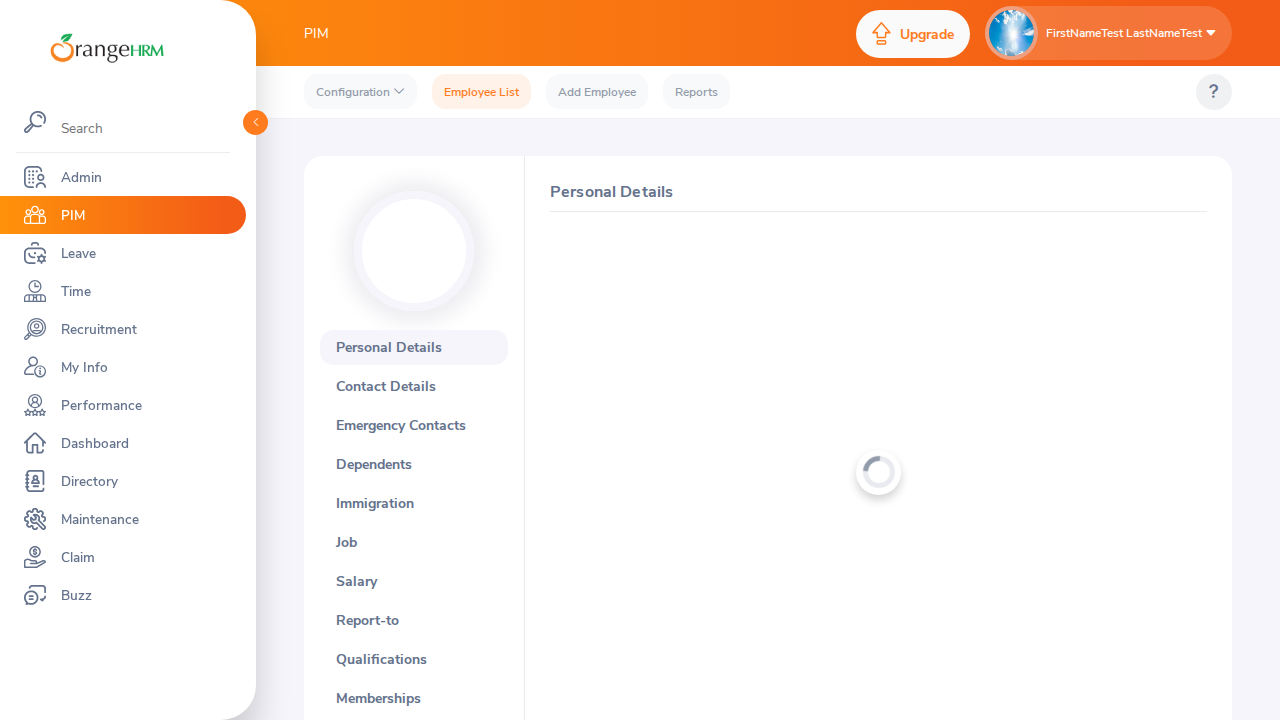 OrangeHRM
Search
Admin
PIM
Leave
Time
Recruitment
My Info
Performance
Dashboard
Directory
Maintenance
Claim
Buzz
PIM
Upgrade
FirstNameTest LastNameTest
Configuration
Employee List
Add Employee
Reports
?
Personal Details
Contact Details
Emergency Contacts
Dependents
Immigration
Job
Salary
Report-to
Qualifications
Memberships
Personal Details